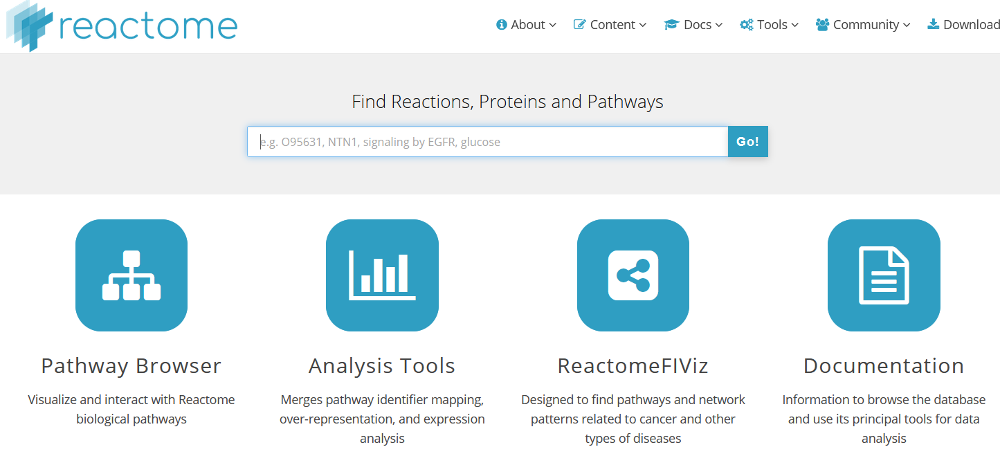 reactome
About
Content
Docs
Tools
Community
Download
Find Reactions, Proteins and Pathways
e.g. O95631, NTN1, signaling by EGFR, glucose
Go!
Pathway Browser
Visualize and interact with Reactome
biological pathways
Analysis Tools
Merges pathway identifier mapping,
over-representation, and expression
analysis
ReactomeFIViz
Designed to find pathways and network
patterns related to cancer and other
types of diseases
Documentation
Information to browse the database
and use its principal tools for data
analysis